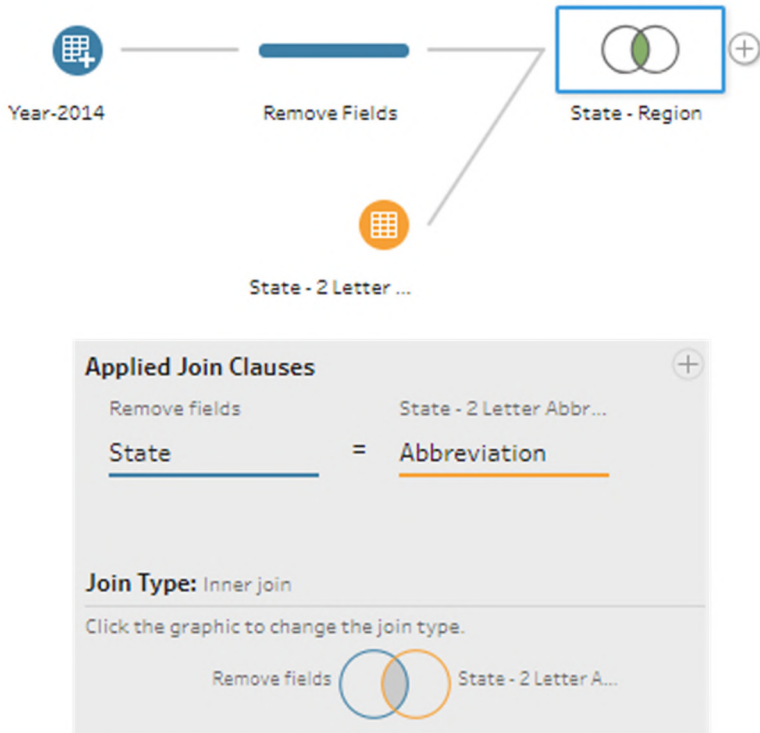 Year-2014
Remove Fields
State - Region
State - 2 Letter ...
Applied Join Clauses
Remove fields State - 2 Letter Abbr...
State = Abbreviation
Join Type: Inner join
Click the graphic to change the join type.
Remove fields State - 2 Letter A...